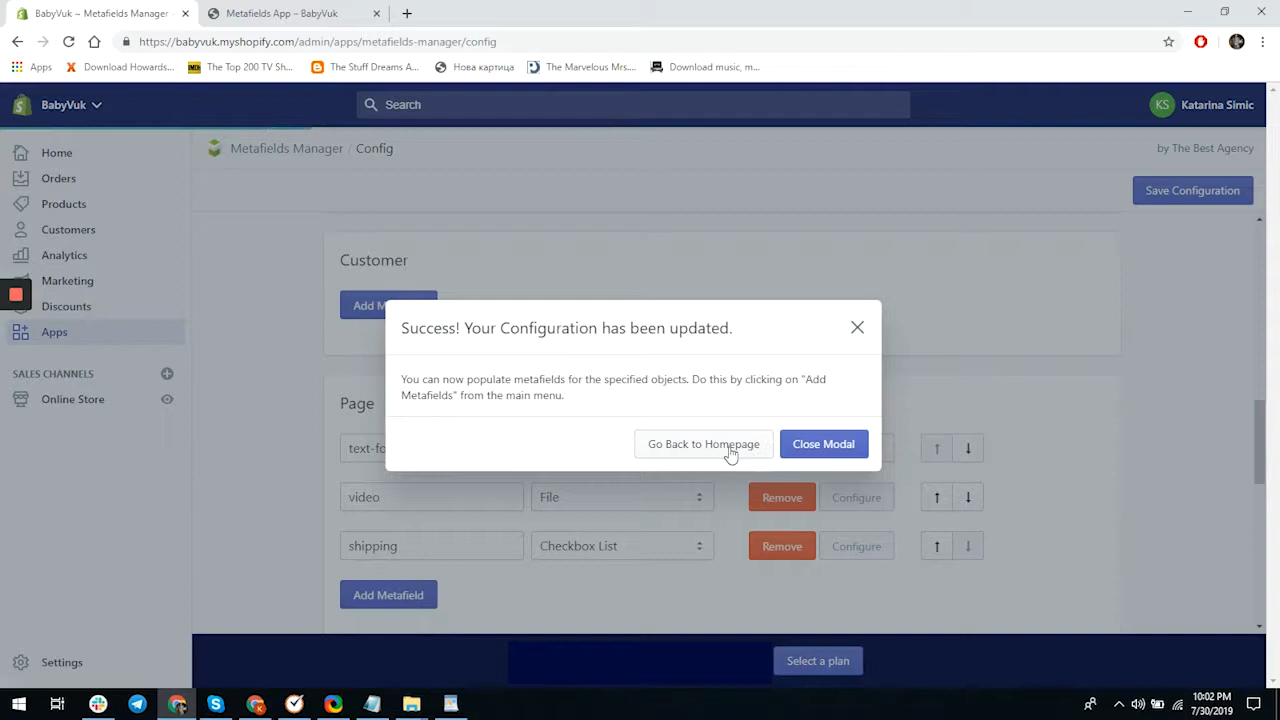 BabyVuk ~ Metafields Manager
Metafields App – BabyVuk
https://babyvuk.myshopify.com/admin/apps/metafields-manager/config
Apps
Download Howards...
The Top 200 TV Sh...
The Stuff Dreams A...
Нова картица
The Marvelous Mrs....
Download music, m...
BabyVuk
Search
KS
Katarina Simic
Home
Metafields Manager / Config
by The Best Agency
Orders
Products
Save Configuration
Customers
Analytics
Customer
Marketing
Add M
Discounts
Apps
Success! Your Configuration has been updated.
SALES CHANNELS
You can now populate metafields for the specified objects. Do this by clicking on "Add
Metafields" from the main menu.
Online Store
Page
Go Back to Homepage
Close Modal
text-fo
video
File
Remove
Configure
shipping
Checkbox List
Remove
Configure
Add Metafield
Settings
Select a plan
10:02 PM
7/30/2019